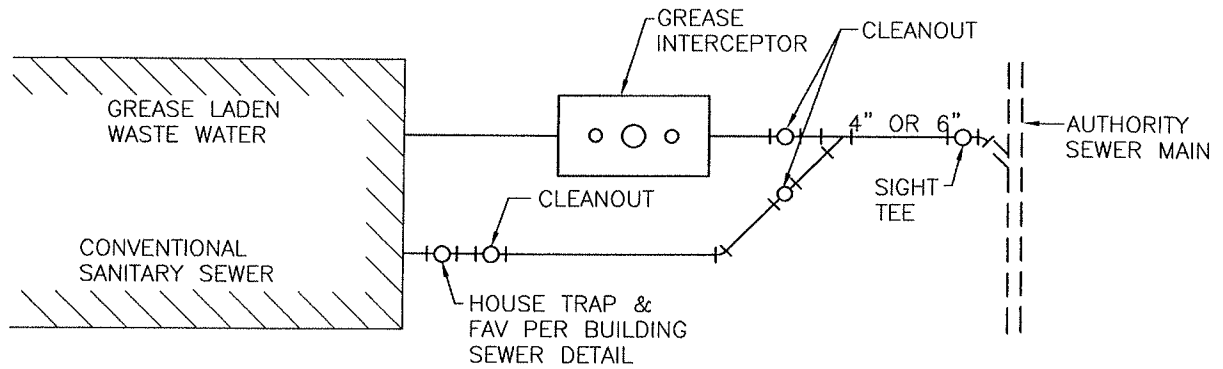 GREASE
INTERCEPTOR
CLEANOUT
GREASE LADEN
WASTE WATER
4" OR 6"
AUTHORITY
SEWER MAIN
SIGHT
TEE
CLEANOUT
CONVENTIONAL
SANITARY SEWER
HOUSE TRAP &
FAV PER BUILDING
SEWER DETAIL